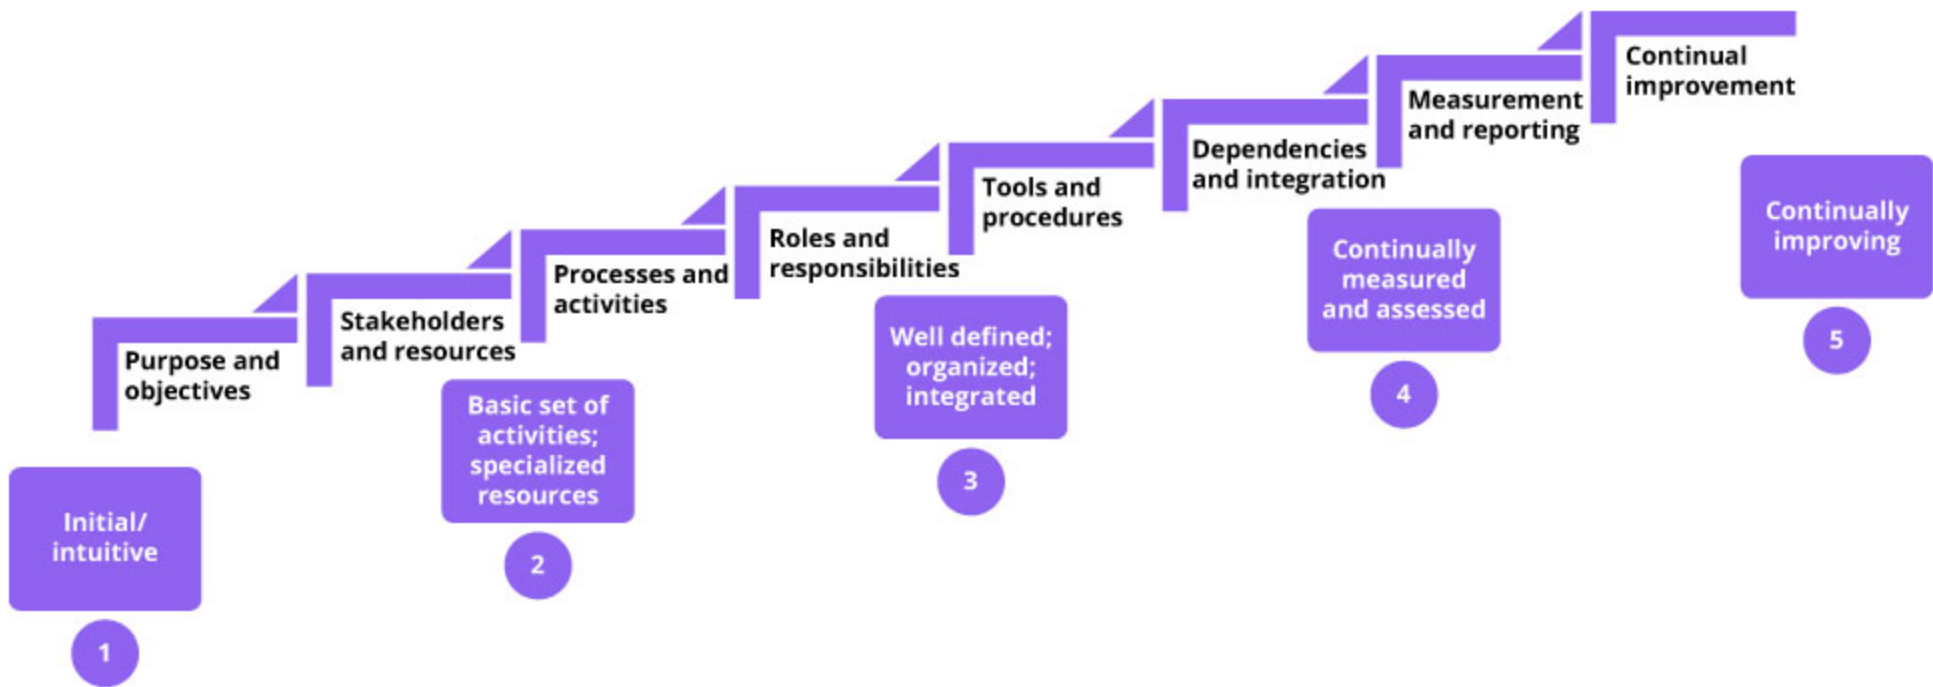 Purpose and
objectives
Stakeholders
and resources
Processes and
activities
Roles and
responsibilities
Tools and
procedures
Dependencies
and integration
Measurement
and reporting
Continual
improvement
Initial/
intuitive
1
Basic set of
activities;
specialized
resources
2
Well defined;
organized;
integrated
3
Continually
measured
and assessed
4
Continually
improving
5